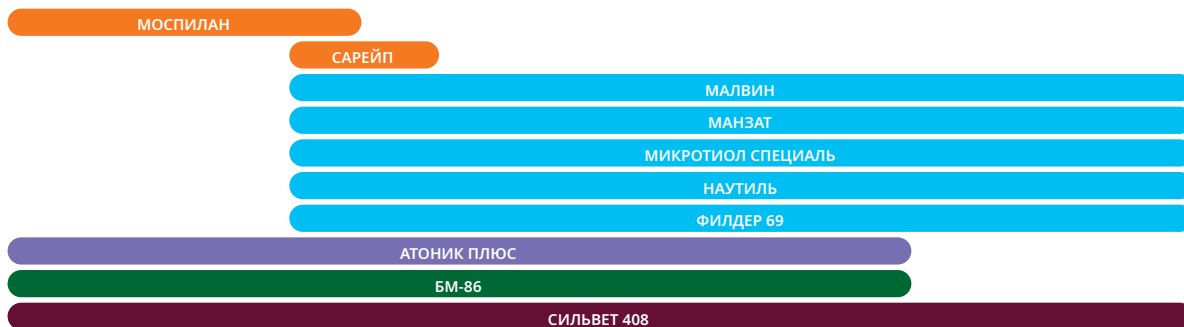 МОСПИЛАН
САРЕЙП
МАЛВИН
МАНЗАТ
МИКРОТИОЛ СПЕЦИАЛЬ
НАУТИЛЬ
ФИЛДЕР 69
АТОНИК ПЛЮС
БМ-86
СИЛЬВЕТ 408